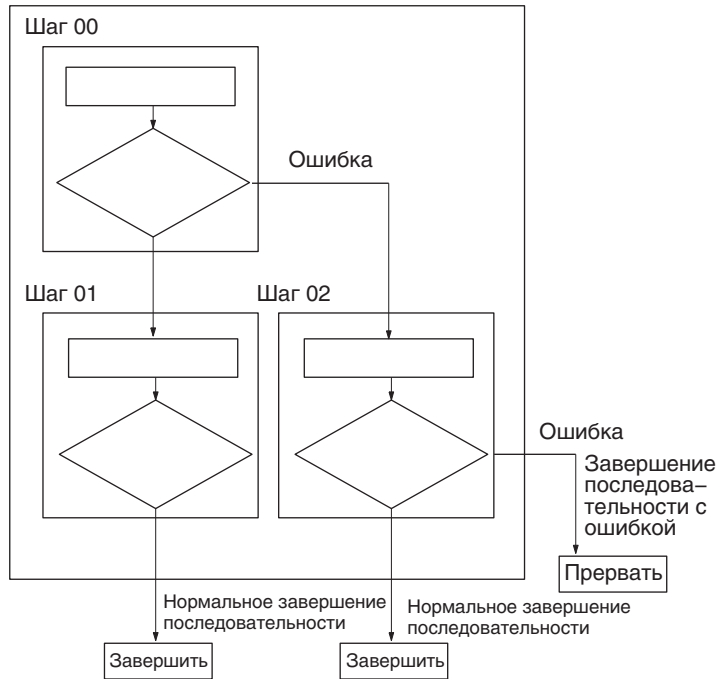 Шаг 00
Ошибка
Шаг 01
Шаг 02
Ошибка
Завершение
последова–
тельности с
ошибкой
Прервать
Нормальное завершение
последовательности
Нормальное завершение
последовательности
Завершить
Завершить